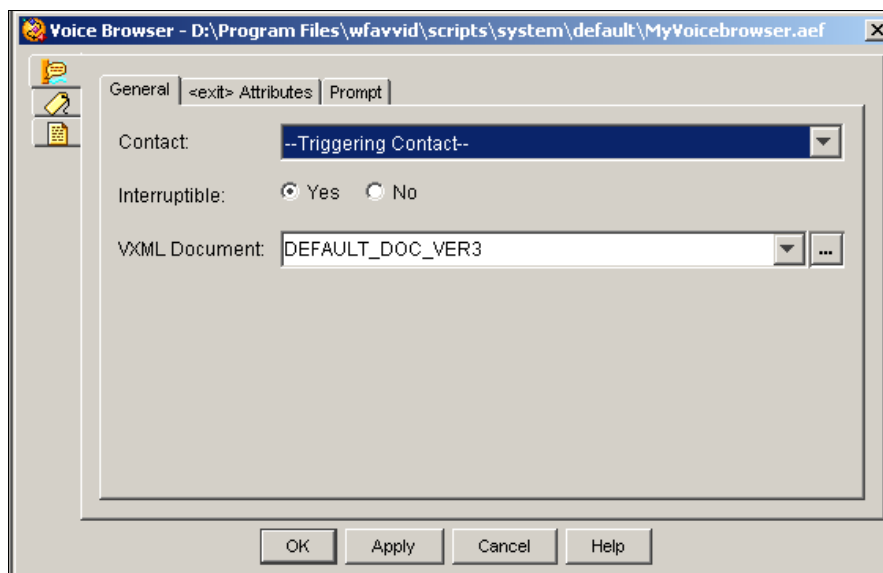 Voice Browser - D:\Program Files\wfavvid\scripts\system\default\MyVoicebrowser.aef
General <exit> Attributes Prompt
Contact: --Triggering Contact--
Interruptible: Yes No
VXML Document: DEFAULT_DOC_VER3 ...
OK Apply Cancel Help